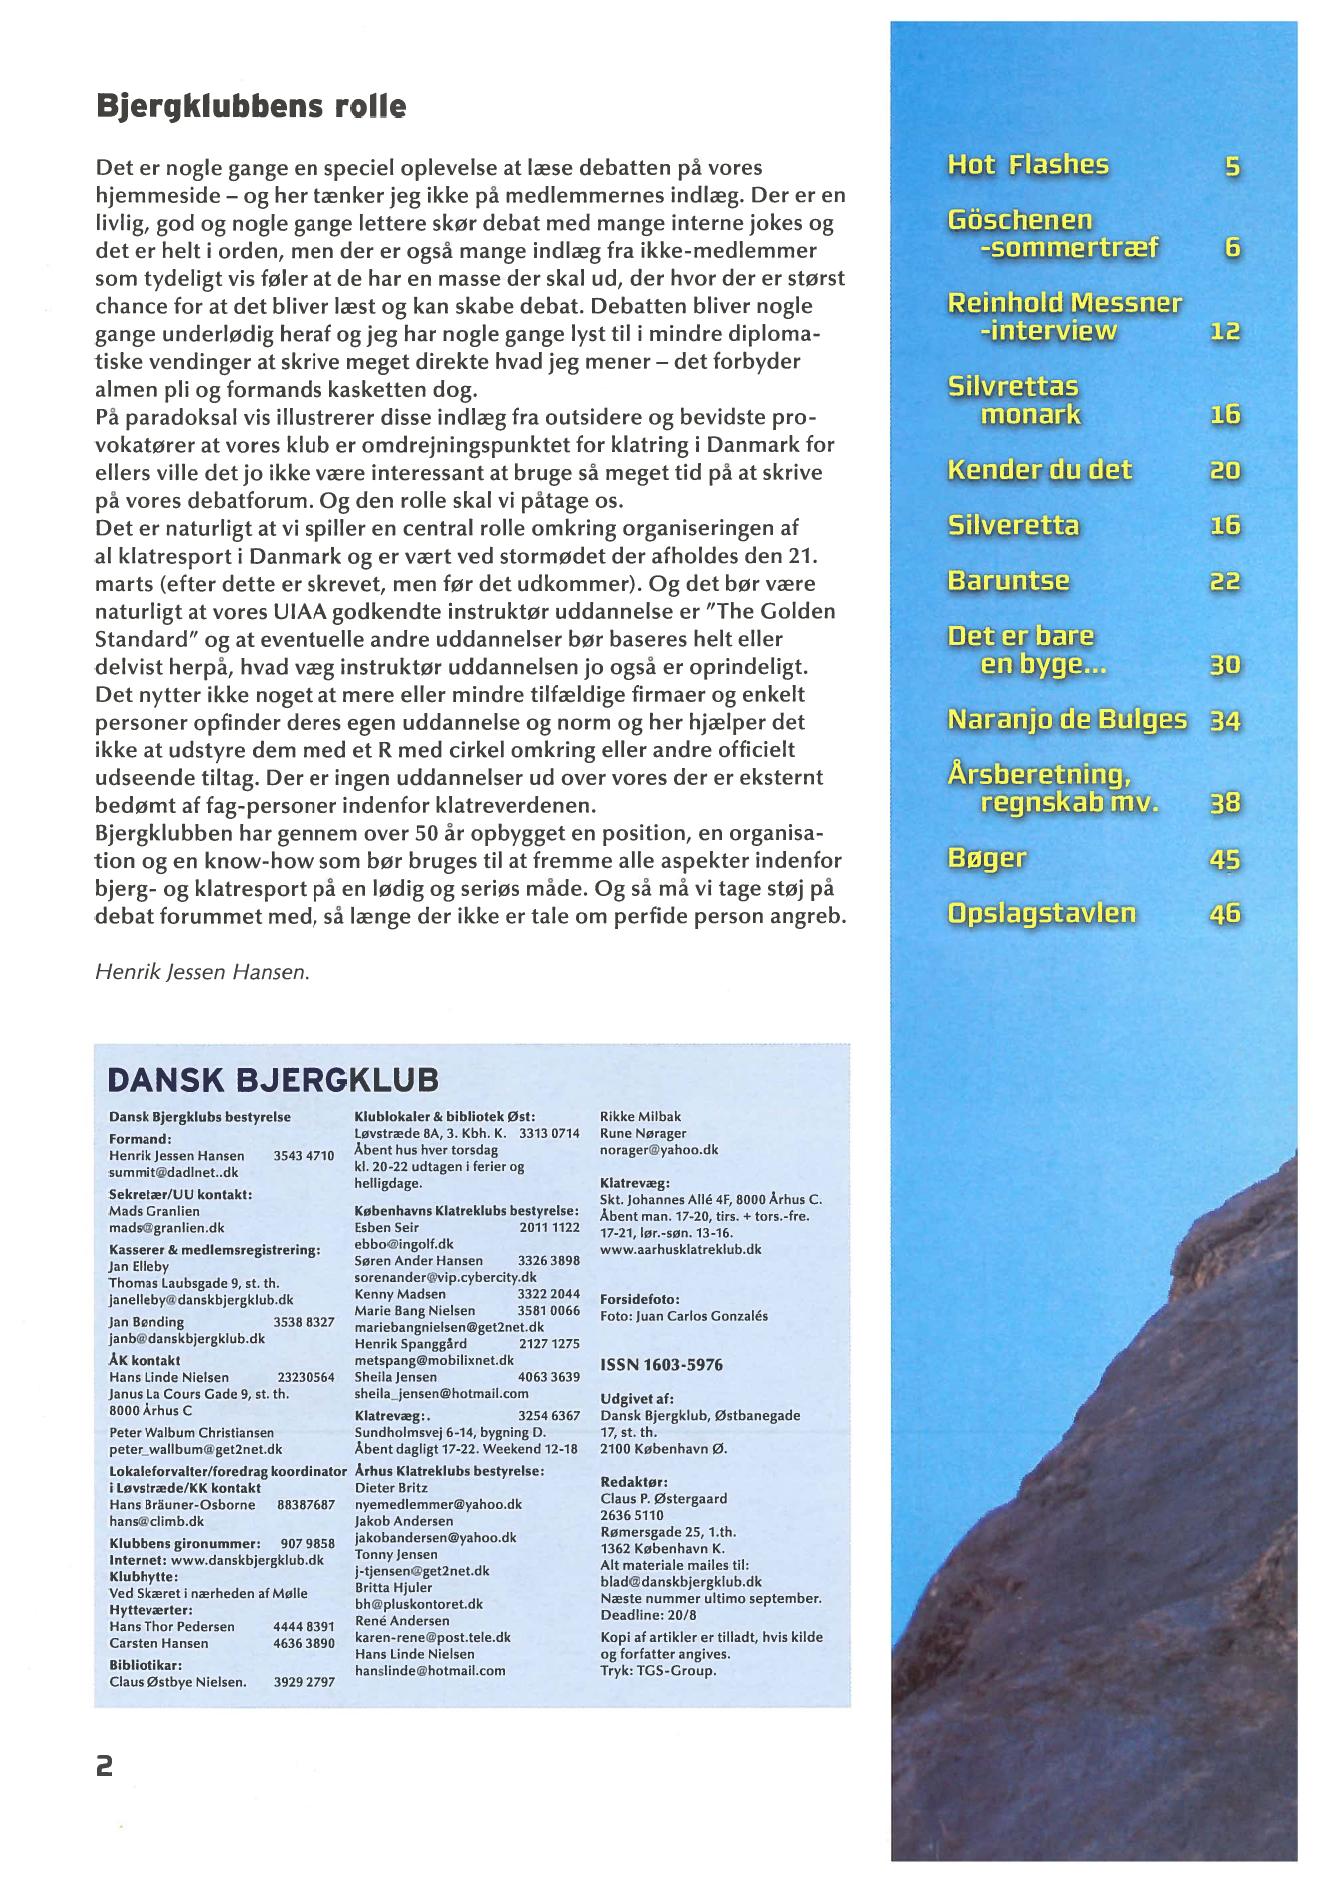 Bjergklubbens rolle
Det er nogle gange en speciel oplevelse at læse debatten på vores
hjemmeside – og her tænker jeg ikke på medlemmernes indlæg. Der er en
livlig, god og nogle gange lettere skør debat med mange interne jokes og
det er helt i orden, men der er også mange indlæg fra ikke-medlemmer
som tydeligt vis føler at de har en masse der skal ud, der hvor der er størst
chance for at det bliver læst og kan skabe debat. Debatten bliver nogle
gange underlødig heraf og jeg har nogle gange lyst til i mindre diploma-
tiske vendinger at skrive meget direkte hvad jeg mener – det forbyder
almen pli og formands kasketten dog.
På paradoksal vis illustrerer disse indlæg fra outsidere og bevidste pro-
vokatører at vores klub er omdrejningspunktet for klatring i Danmark for
ellers ville det jo ikke være interessant at bruge så meget tid på at skrive
på vores debatforum. Og den rolle skal vi påtage os.
Det er naturligt at vi spiller en central rolle omkring organiseringen af
al klatresport i Danmark og er vært ved stormødet der afholdes den 21.
marts (efter dette er skrevet, men før det udkommer). Og det bør være
naturligt at vores UIAA godkendte instruktør uddannelse er "The Golden
Standard" og at eventuelle andre uddannelser bør baseres helt eller
delvist herpå, hvad væg instruktør uddannelsen jo også er oprindeligt.
Det nytter ikke noget at mere eller mindre tilfældige firmaer og enkelt
personer opfinder deres egen uddannelse og norm og her hjælper det
ikke at udstyre dem med et R med cirkel omkring eller andre officielt
udseende tiltag. Der er ingen uddannelser ud over vores der er eksternt
bedømt af fag-personer indenfor klatreverdenen.
Bjergklubben har gennem over 50 år opbygget en position, en organisa-
tion og en know-how som bør bruges til at fremme alle aspekter indenfor
bjerg- og klatresport på en lødig og seriøs måde. Og så må vi tage støj på
debat forummet med, så længe der ikke er tale om perfide person angreb.
Henrik Jessen Hansen.
Hot Flashes 5
Göschenen
-sommertræf 6
Reinhold Messner
-interview 12
Silvrettas
monark 16
Kender du det 20
Silveretta 16
Baruntse 22
Det er bare
en byge... 30
Naranjo de Bulges 34
Årsberetning,
regnskab mv. 38
Bøger 45
Opslagstavlen 46
DANSK BJERGKLUB
Dansk Bjergklubs bestyrelse
Formand:
Henrik Jessen Hansen 3543 4710
summit@dadlnet..dk
Sekretær/UU kontakt:
Mads Granlien
mads@granlien.dk
Kasserer & medlemsregistrering:
Jan Elleby
Thomas Laubsgade 9, st. th.
janelleby@danskbjergklub.dk
Jan Bønding 3538 8327
janb@danskbjergklub.dk
ÅK kontakt
Hans Linde Nielsen 23230564
Janus La Cours Gade 9, st. th.
8000 Århus C
Peter Walbum Christiansen
peter_wallbum@get2net.dk
Lokaleforvalter/foredrag koordinator
i Løvstræde/KK kontakt
Hans Bräuner-Osborne 88387687
hans@climb.dk
Klubbens gironummer: 907 9858
Internet: www.danskbjergklub.dk
Klubhytte:
Ved Skæret i nærheden af Mølle
Hytteværter:
Hans Thor Pedersen 4444 8391
Carsten Hansen 4636 3890
Bibliotikar:
Claus Østbye Nielsen. 3929 2797
Klublokaler & bibliotek Øst:
Løvstræde 8A, 3. Kbh. K. 3313 0714
Åbent hus hver torsdag
kl. 20-22 udtagen i ferier og
helligdage.
Københavns Klatreklubs bestyrelse:
Esben Seir 2011 1122
ebbo@ingolf.dk
Søren Ander Hansen 3326 3898
sorenander@vip.cybercity.dk
Kenny Madsen 3322 2044
Marie Bang Nielsen 3581 0066
mariebangnielsen@get2net.dk
Henrik Spanggård 2127 1275
metspang@mobilixnet.dk
Sheila Jensen 4063 3639
sheila_jensen@hotmail.com
Klatrevæg:. 3254 6367
Sundholmsvej 6-14, bygning D.
Åbent dagligt 17-22. Weekend 12-18
Århus Klatreklubs bestyrelse:
Dieter Britz
nyemedlemmer@yahoo.dk
Jakob Andersen
jakobandersen@yahoo.dk
Tonny Jensen
j-tjensen@get2net.dk
Britta Hjuler
bh@pluskontoret.dk
René Andersen
karen-rene@post.tele.dk
Hans Linde Nielsen
hanslinde@hotmail.com
Rikke Milbak
Rune Nørager
norager@yahoo.dk
Klatrevæg:
Skt. Johannes Allé 4F, 8000 Århus C.
Åbent man. 17-20, tirs. + tors.-fre.
17-21, lør.-søn. 13-16.
www.aarhusklatreklub.dk
Forsidefoto:
Foto: Juan Carlos Gonzalés
ISSN 1603-5976
Udgivet af:
Dansk Bjergklub, Østbanegade
17, st. th.
2100 København Ø.
Redaktør:
Claus P. Østergaard
2636 5110
Rømersgade 25, 1.th.
1362 København K.
Alt materiale mailes til:
blad@danskbjergklub.dk
Næste nummer ultimo september.
Deadline: 20/8
Kopi af artikler er tilladt, hvis kilde
og forfatter angives.
Tryk: TGS-Group.
2